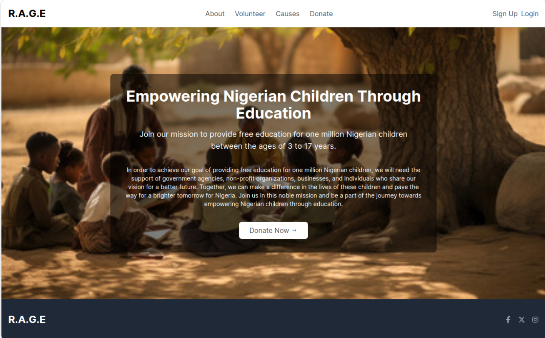 R.A.G.E
About Volunteer Causes Donate
Sign Up Login
Empowering Nigerian Children Through
Education
Join our mission to provide free education for one million Nigerian children
between the ages of 3 to 17 years.
In order to achieve our goal of providing free education for one million Nigerian children, we will need the
support of government agencies, non-profit organizations, businesses, and individuals who share our
vision for a better future. Together, we can make a difference in the lives of these children and pave the
way for a brighter tomorrow for Nigeria. Join us in this noble mission and be a part of the journey towards
empowering Nigerian children through education.
Donate Now →
R.A.G.E